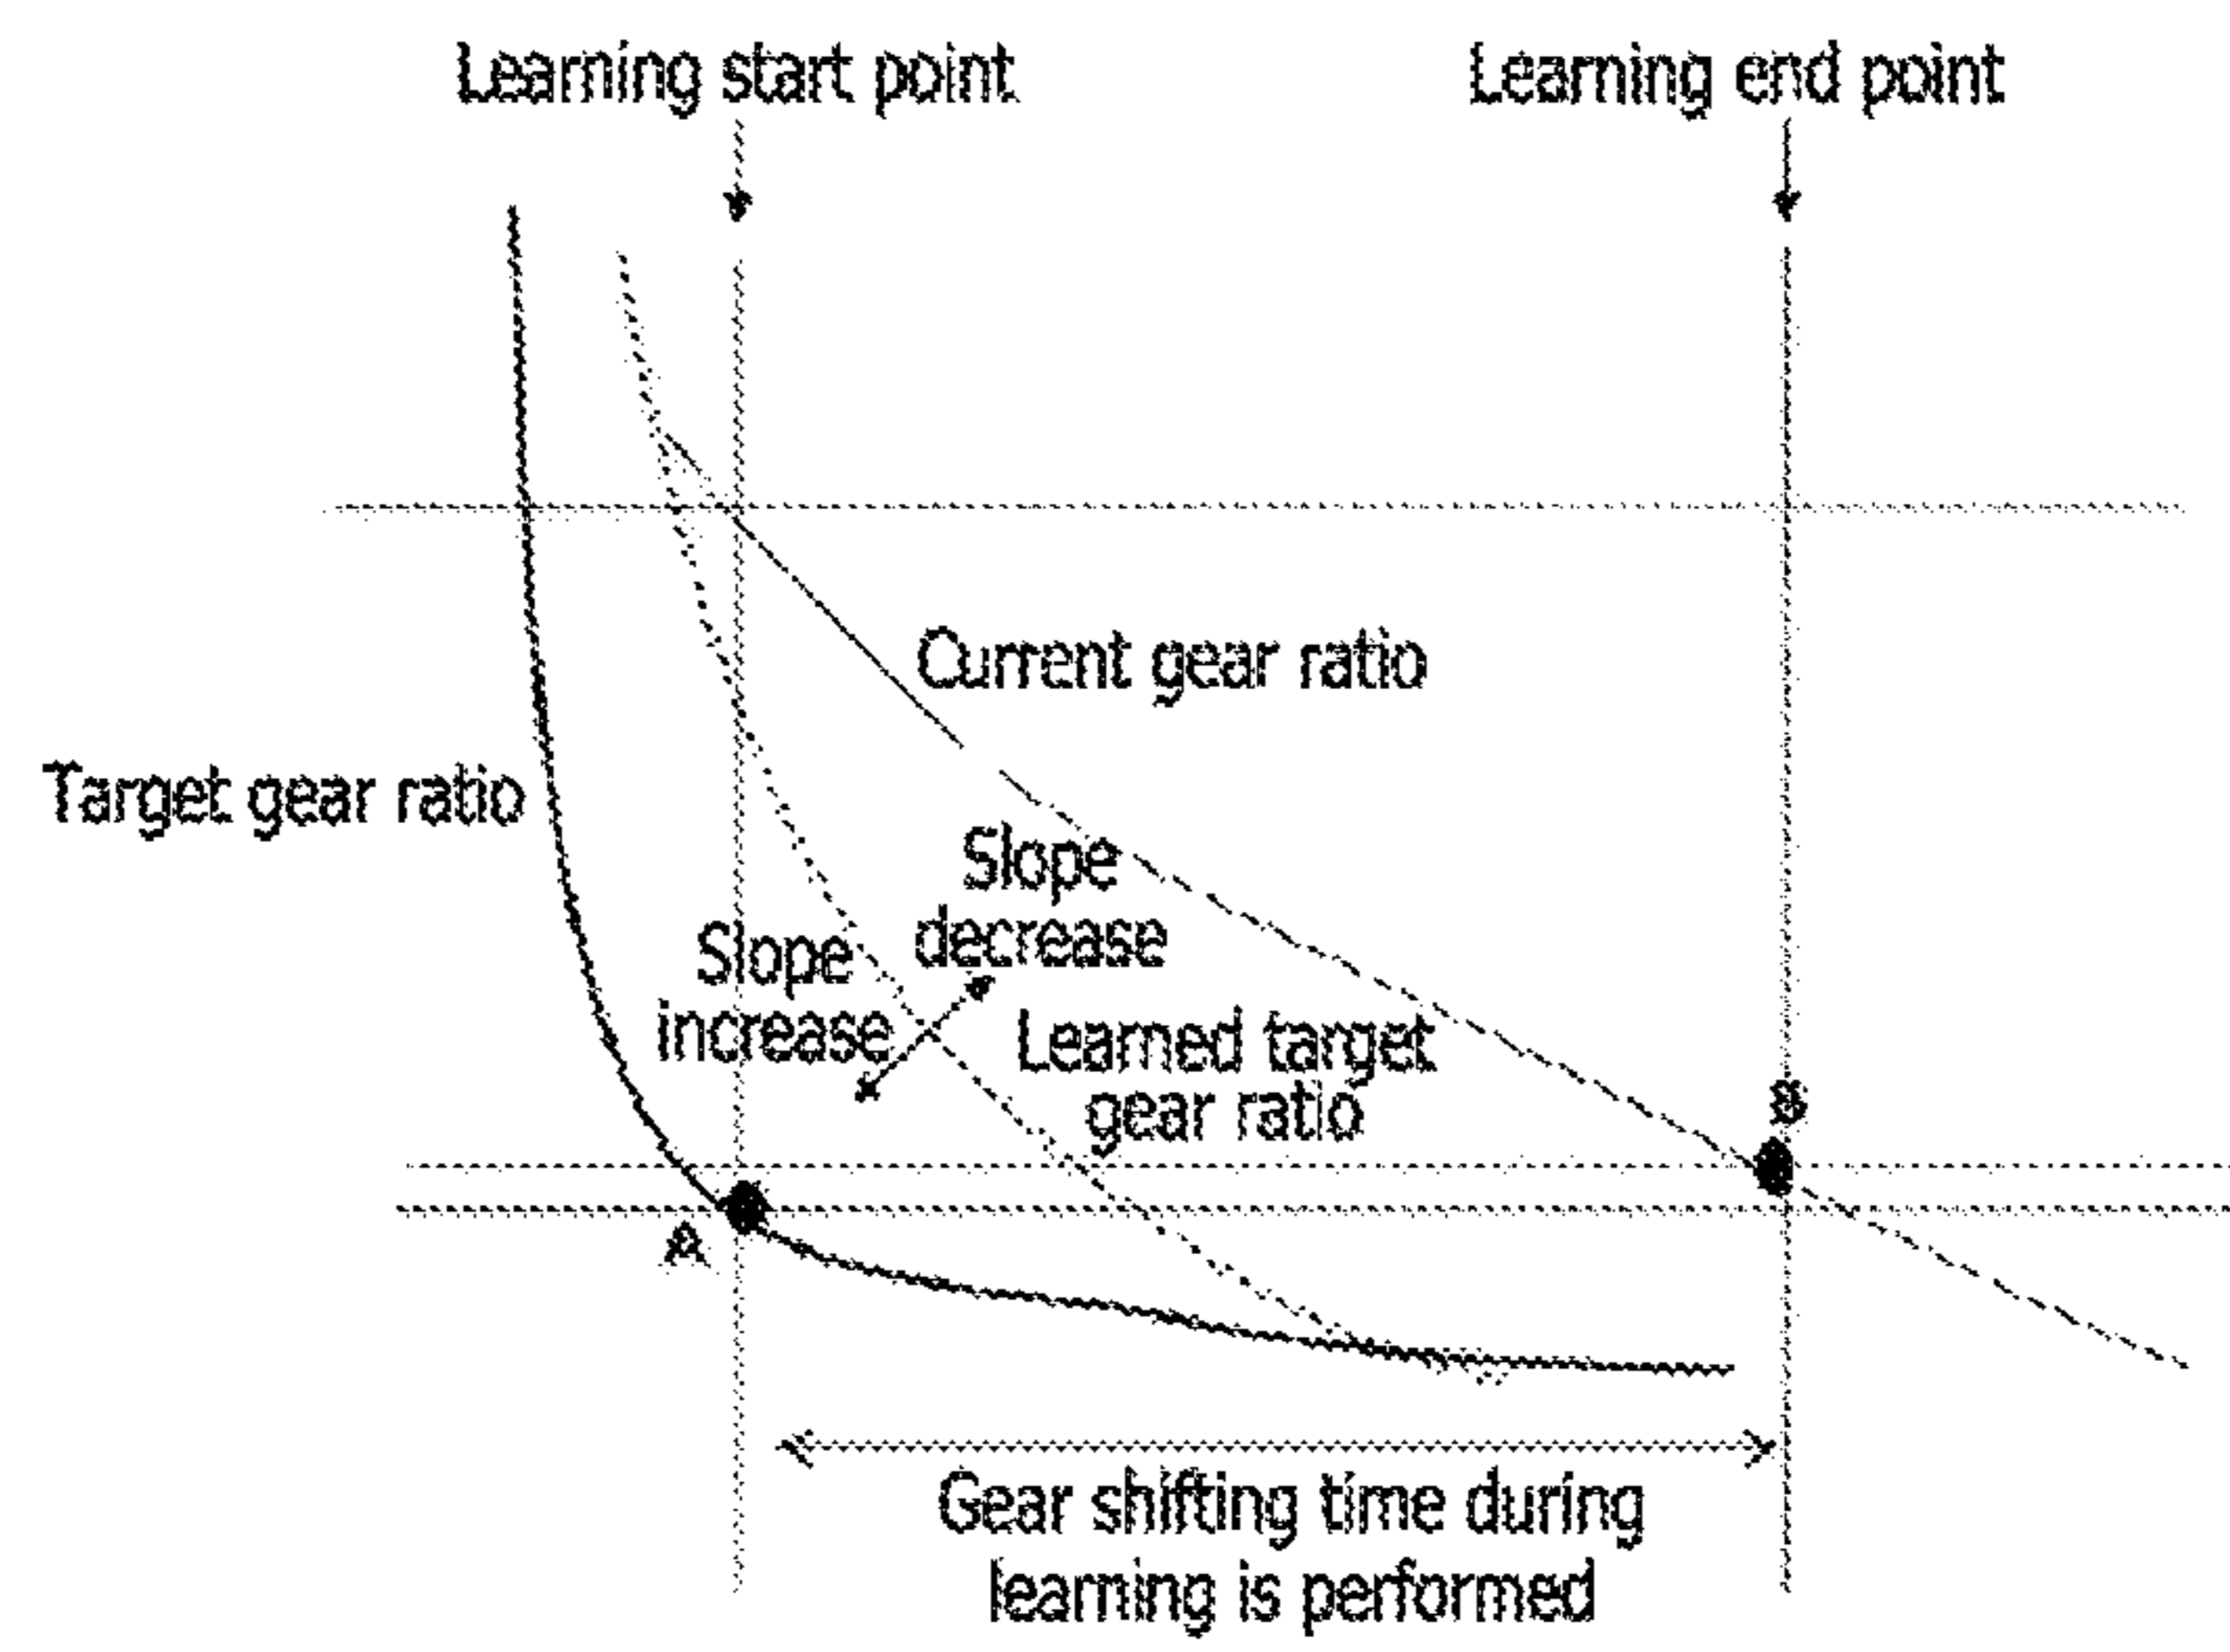 Learning start point
Learning end point
Current gear ratio
Target gear ratio
Slope
decrease
Slope
increase
Learned target
gear ratio
B
A
Gear shifting time during
learning is performed